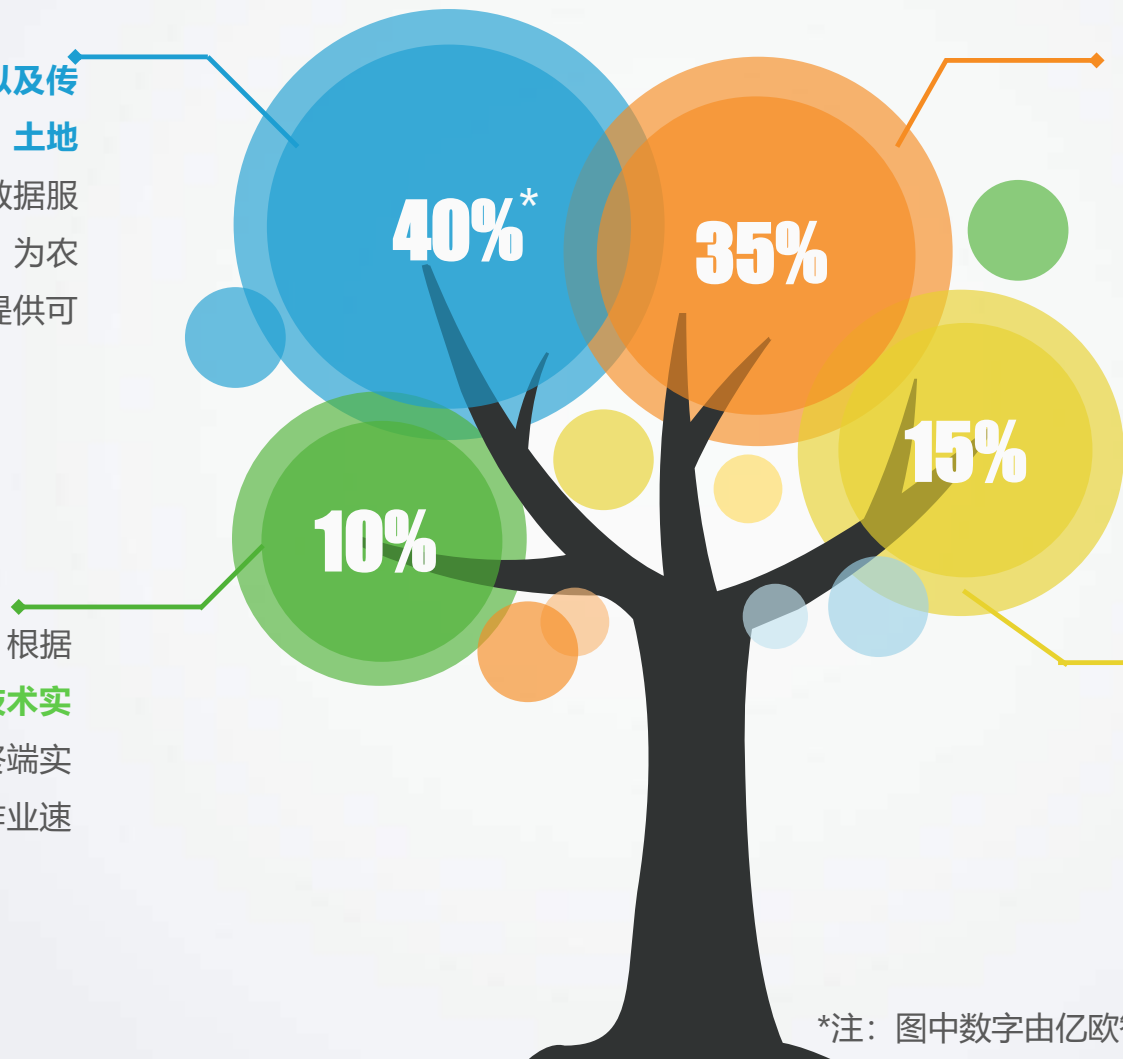 以及传
土地
数据服
为农
提供可
40%*
35%
15%
10%
根据
技术实
终端实
作业速
*注：图中数字由亿欧智